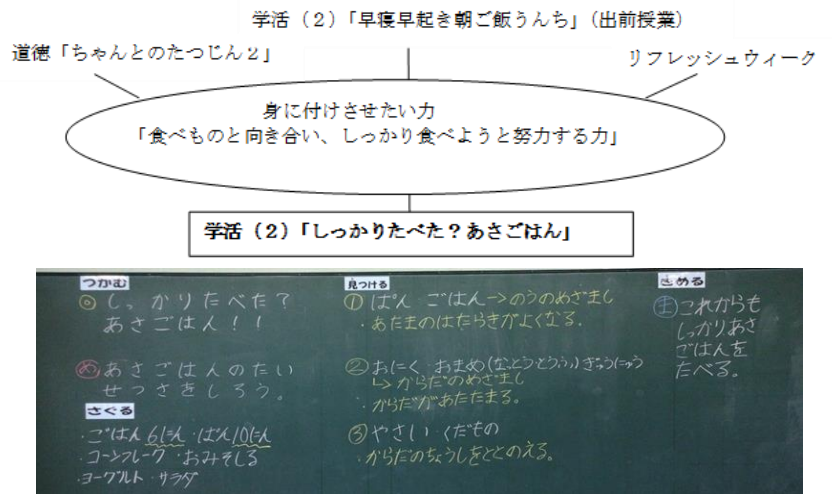 学活（２）「早寝早起き朝ご飯うんち」（出前授業）
道徳「ちゃんとのたつじん２」
リフレッシュウィーク
身に付けさせたい力
「食べものと向き合い、しっかり食べようと努力する力」
学活（２）「しっかりたべた？あさごはん」
つかむ
◎しっかりたべた？
あさごはん！！
めあさごはんのたい
せつさをしろう。
さぐる
・ごはん6にん・ぱん10にん
・コーンフレーク・おみそしる
・ヨーグルト・サラダ
見つける
①ぱん ごはん→のうのめざまし
・あたまのはたらきがよくなる。
②おにく・おまめ(なっとう・とうふ)ぎゅうにゅう
↳からだのめざまし
・からだがあたたまる。
③やさい・くだもの
・からだのちょうしをととのえる。
きめる
まこれからも
しっかりあさ
ごはんを
たべる。